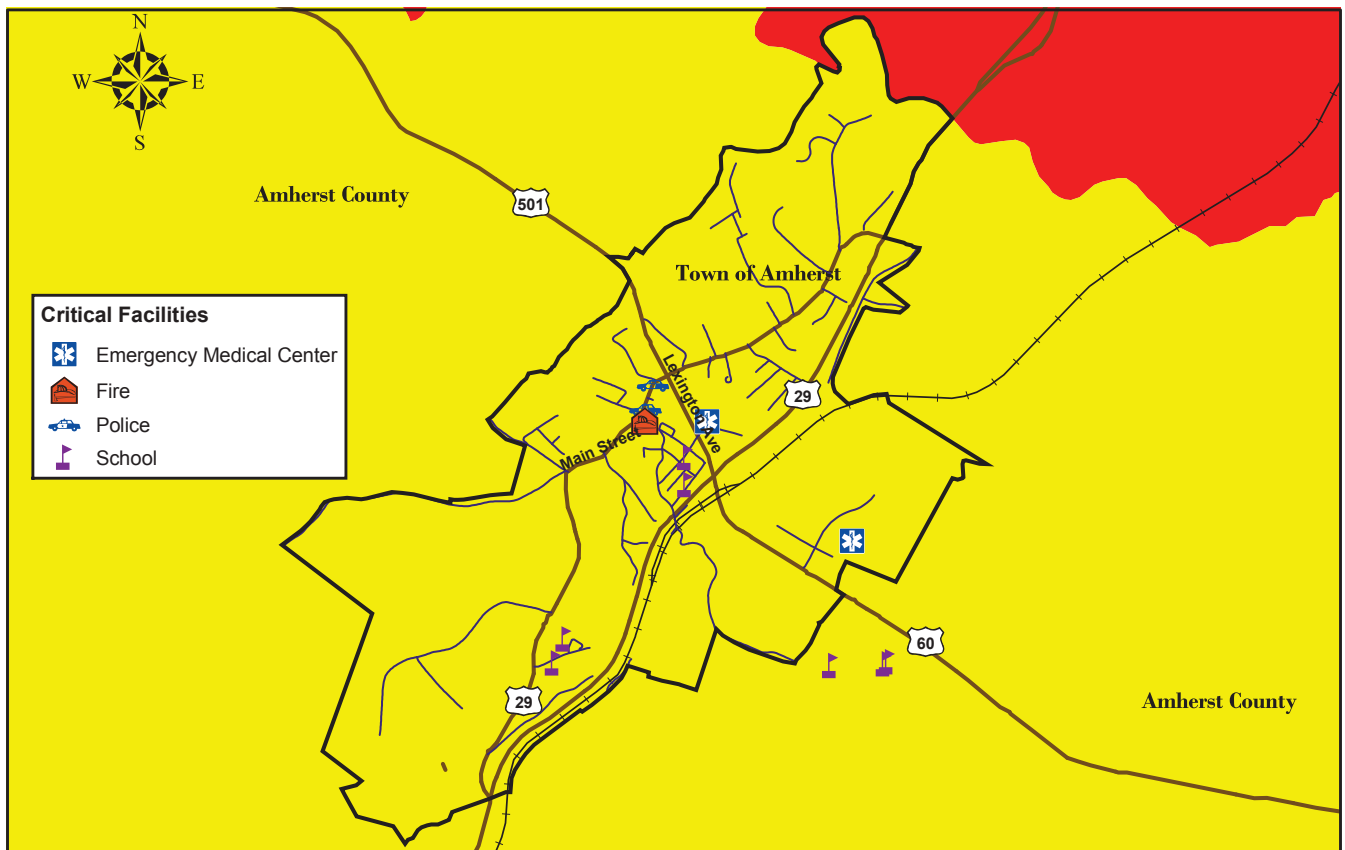 N
W E
S
Amherst County
501
Town of Amherst
Critical Facilities
Emergency Medical Center
Fire
Police
School
Lexington Ave
29
Main Street
60
29
Amherst County